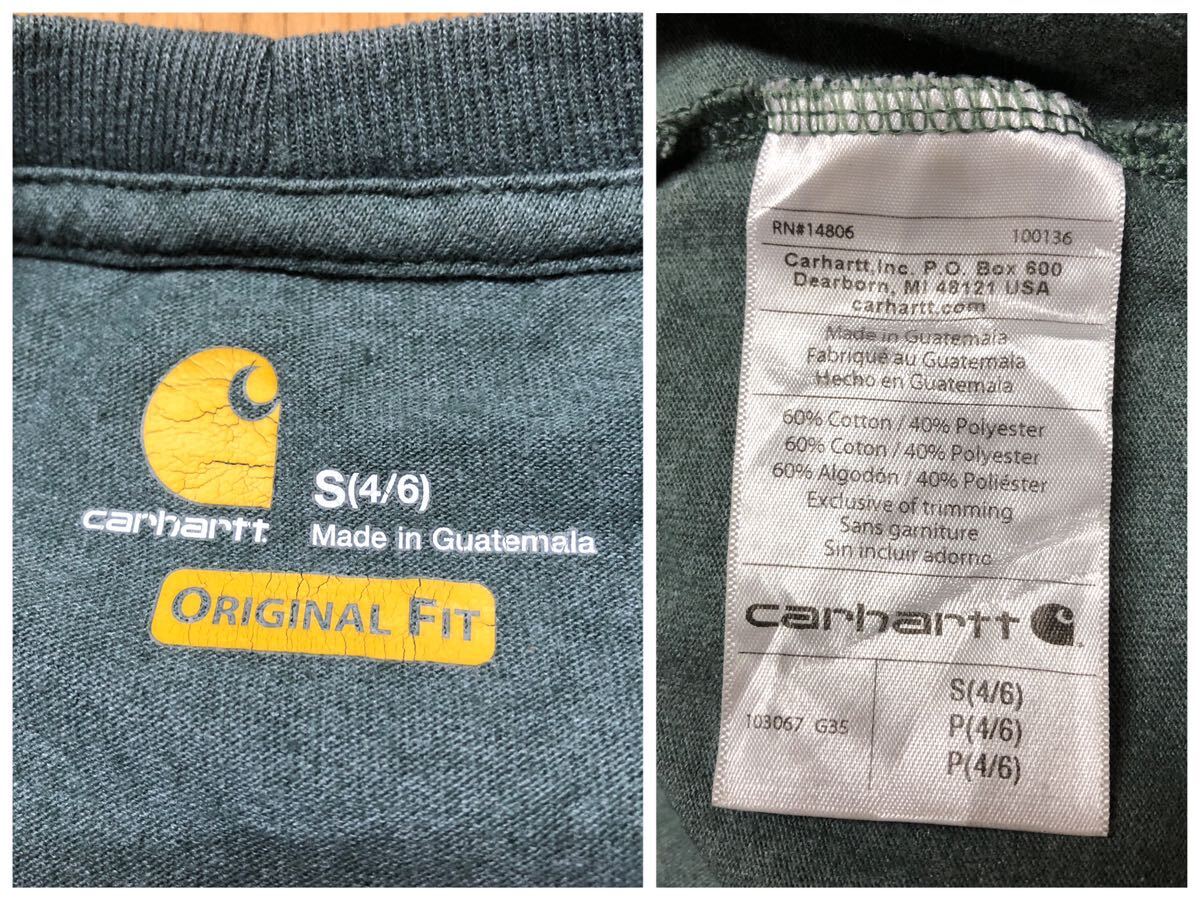 carhartt
S(4/6)
Made in Guatemala
ORIGINAL FIT
RN#14806 100136
Carhartt, Inc. P.O. Box 600
Dearborn, MI 48121 USA
carhartt.com
Made in Guatemala
Fabriqué au Guatemala
Hecho en Guatemala
60% Cotton / 40% Polyester
60% Coton / 40% Polyester
60% Algodón / 40% Poliéster
Exclusive of trimming
Sans garniture
Sin incluir adorno
carhartt
103067 G35
S(4/6)
P(4/6)
P(4/6)